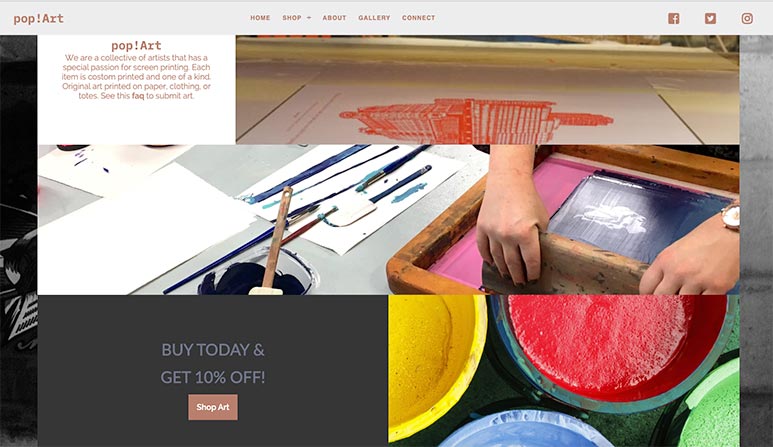 pop!Art
HOME SHOP + ABOUT GALLERY CONNECT
pop!Art
We are a collective of artists that has a
special passion for screen printing. Each
item is costom printed and one of a kind.
Original art printed on paper, clothing, or
totes. See this faq to submit art.
BUY TODAY &
GET 10% OFF!
Shop Art